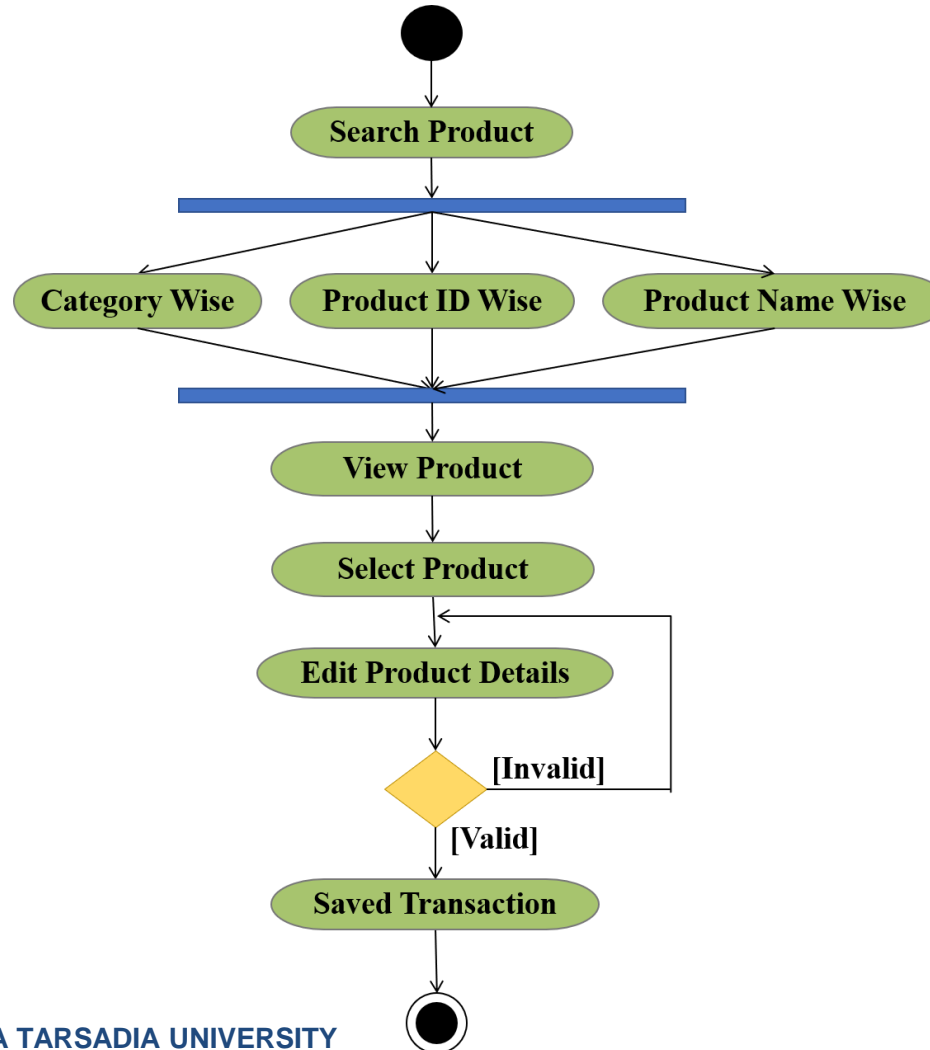 Search Product
Category Wise
Product ID Wise
Product Name Wise
View Product
Select Product
Edit Product Details
[Invalid]
[Valid]
Saved Transaction
A TARSADIA UNIVERSITY